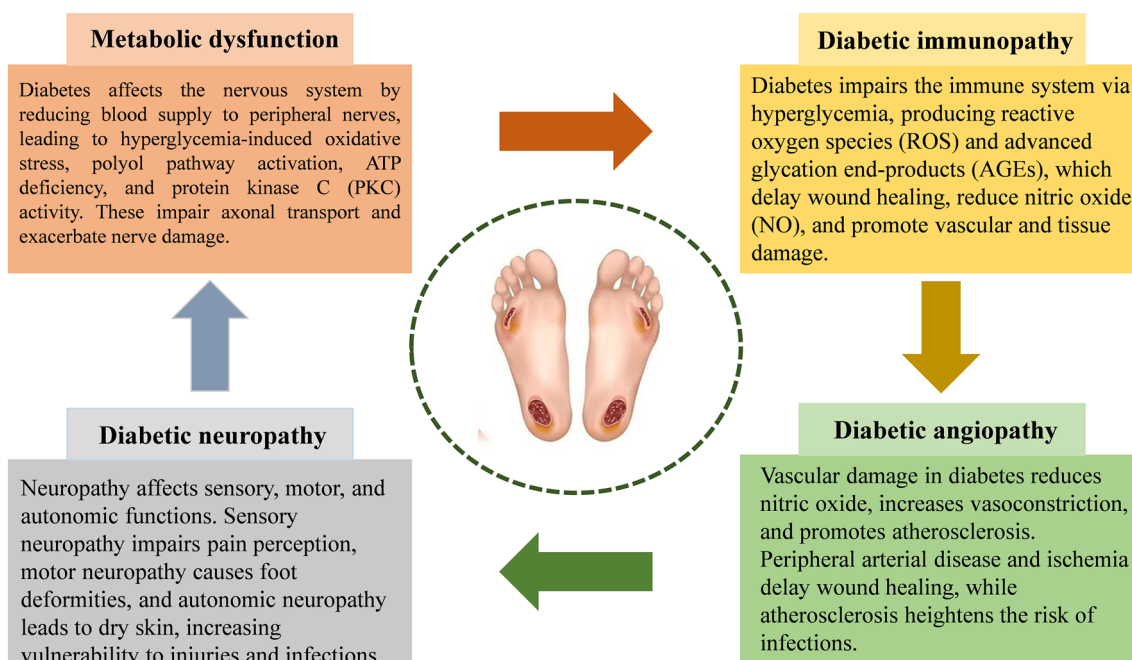 Metabolic dysfunction
Diabetes affects the nervous system by
reducing blood supply to peripheral nerves,
leading to hyperglycemia-induced oxidative
stress, polyol pathway activation, ATP
deficiency, and protein kinase C (PKC)
activity. These impair axonal transport and
exacerbate nerve damage.
Diabetic immunopathy
Diabetes impairs the immune system via
hyperglycemia, producing reactive
oxygen species (ROS) and advanced
glycation end-products (AGEs), which
delay wound healing, reduce nitric oxide
(NO), and promote vascular and tissue
damage.
Diabetic neuropathy
Neuropathy affects sensory, motor, and
autonomic functions. Sensory
neuropathy impairs pain perception,
motor neuropathy causes foot
deformities, and autonomic neuropathy
leads to dry skin, increasing
vulnerability to injuries and infections
Diabetic angiopathy
Vascular damage in diabetes reduces
nitric oxide, increases vasoconstriction,
and promotes atherosclerosis.
Peripheral arterial disease and ischemia
delay wound healing, while
atherosclerosis heightens the risk of
infections.